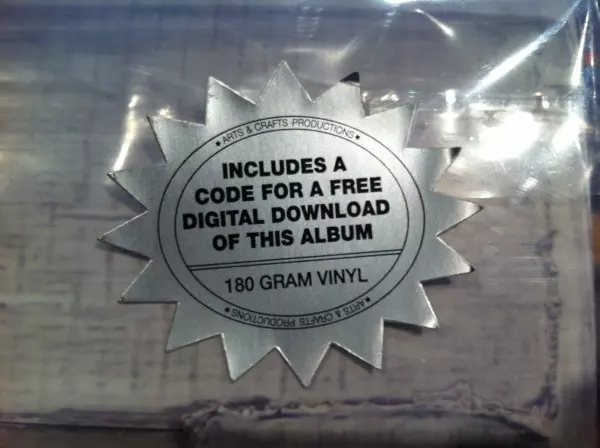 ★ ARTS & CRAFTS PRODUCTIONS ★
INCLUDES A
CODE FOR A FREE
DIGITAL DOWNLOAD
OF THIS ALBUM
180 GRAM VINYL
★ ARTS & CRAFTS PRODUCTIONS ★